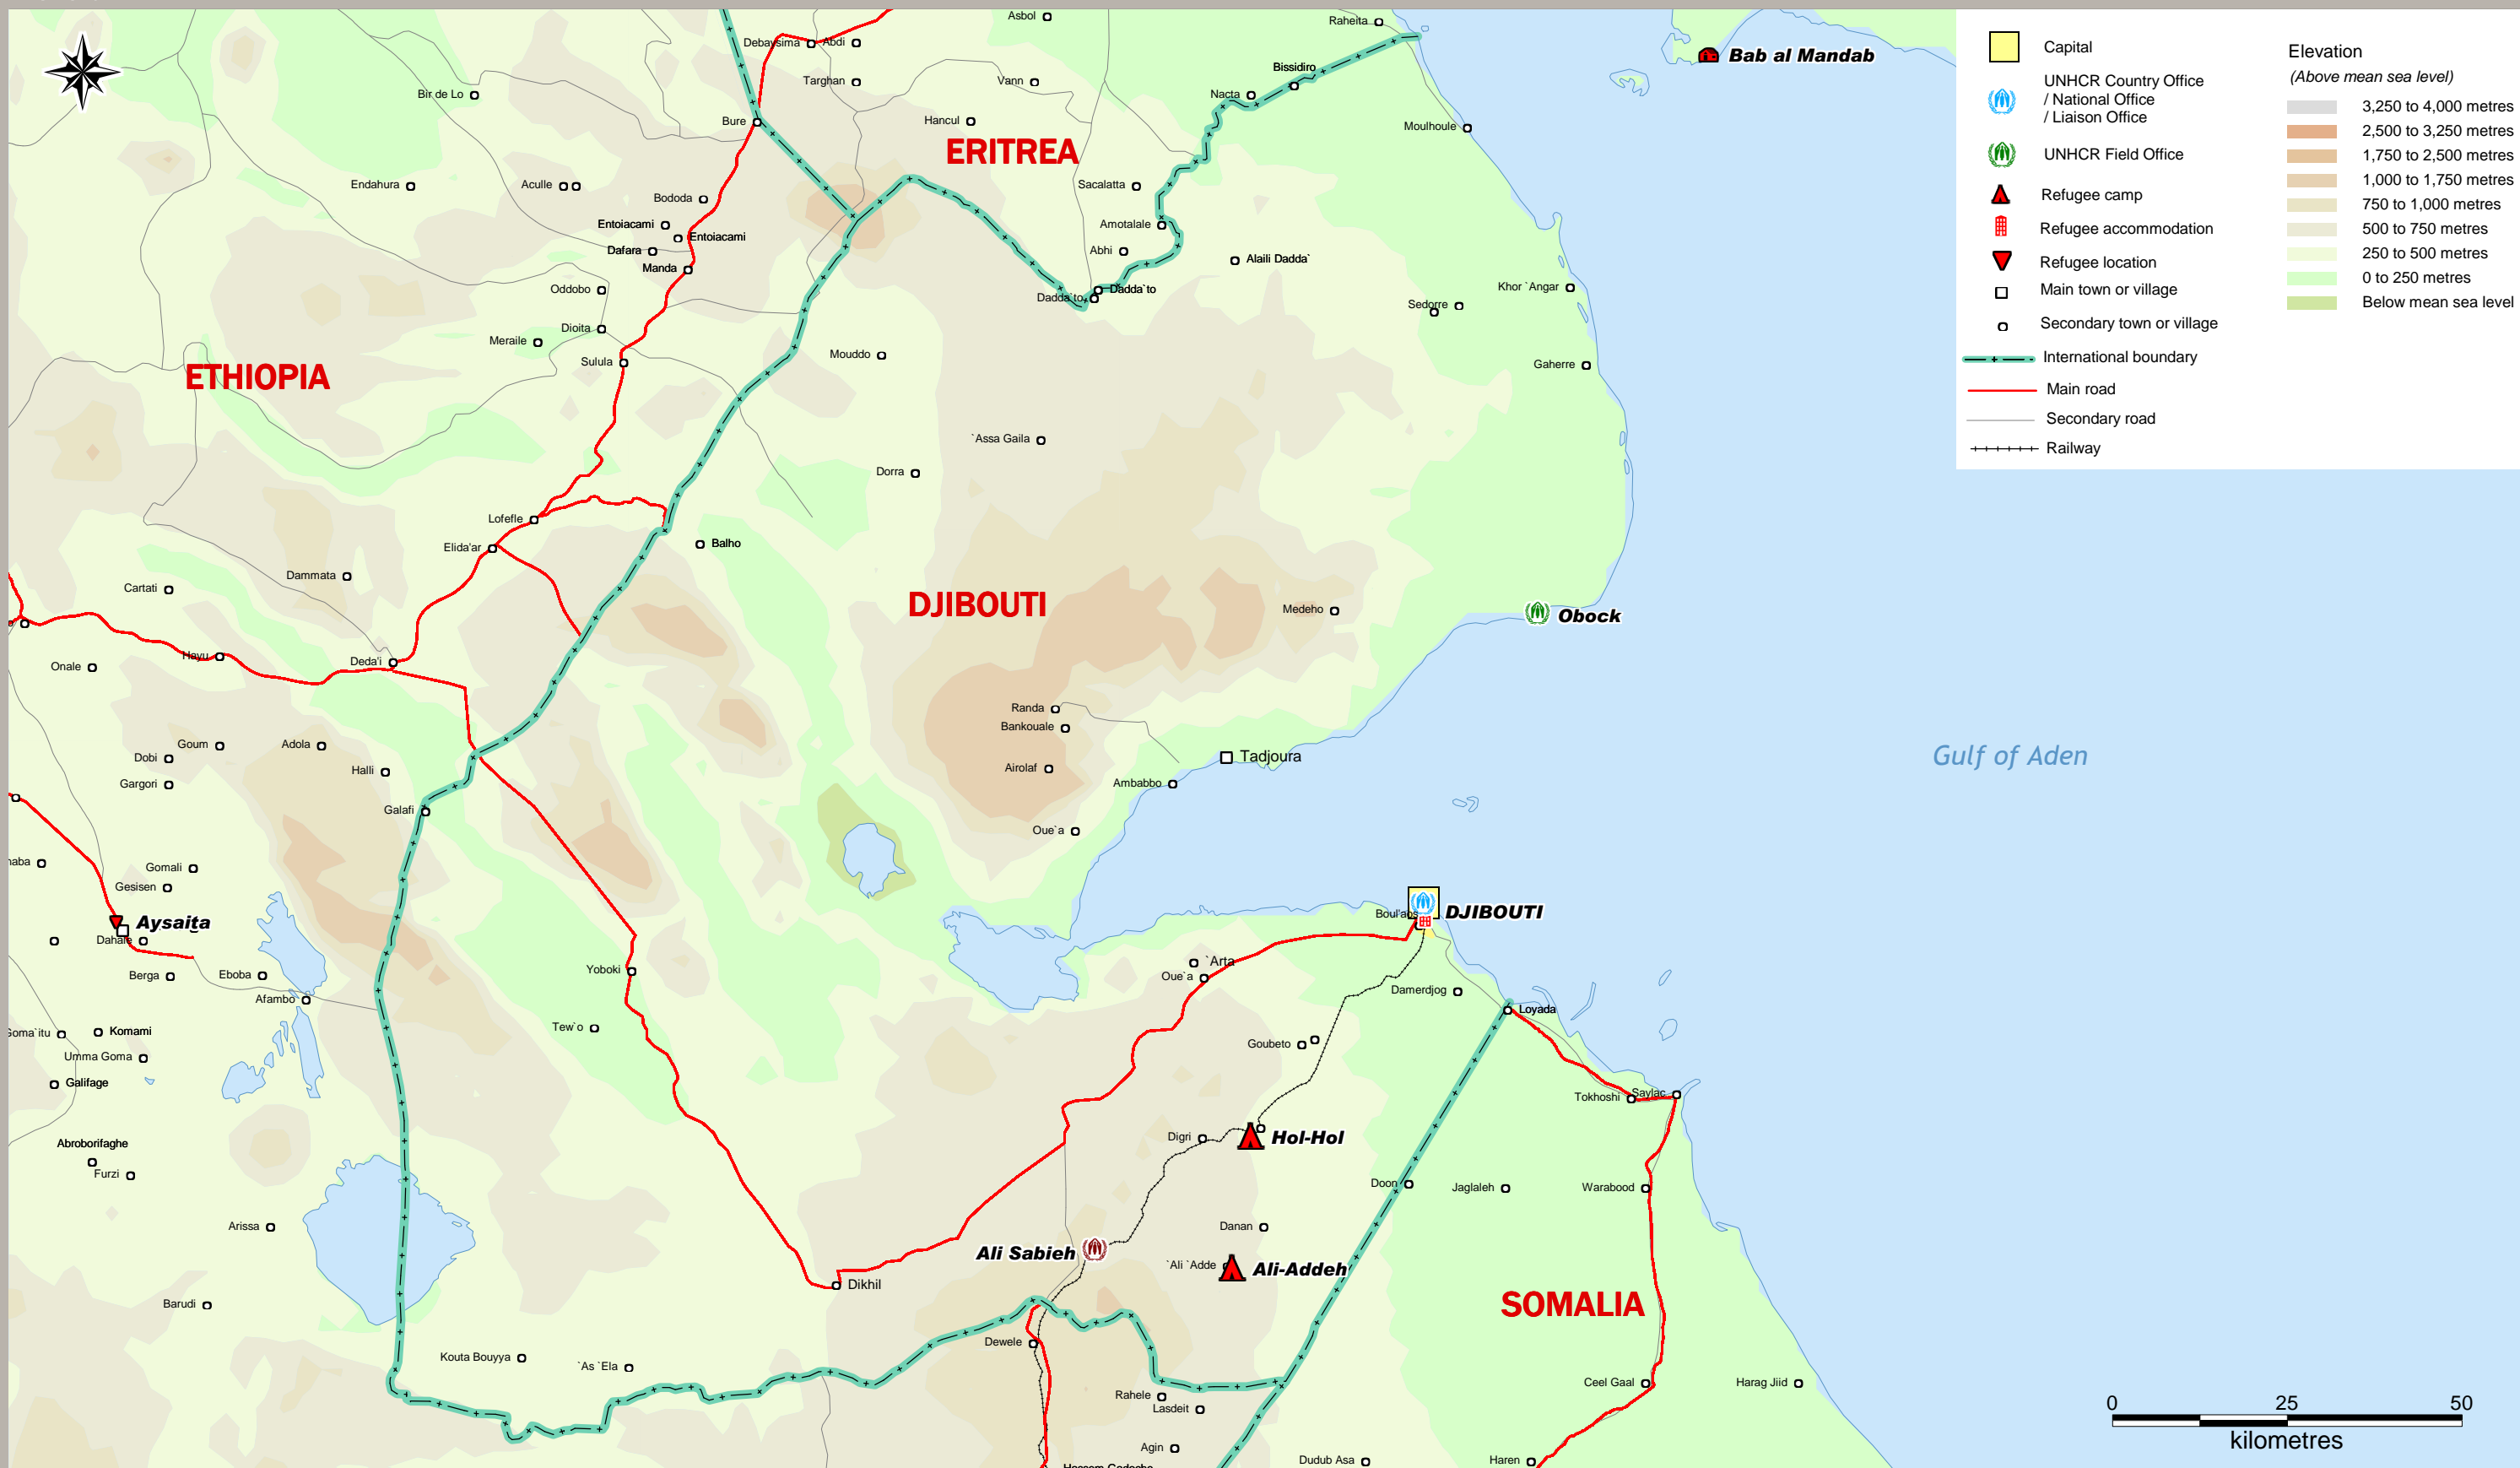 Asbol
Raheita
Debaysima
Abdi
Bab al Mandab
Targhan
Vann
Bissidiro
Bir de Lo
Nacta
Bure
Hancul
Moulhoule
ERITREA
Endahura
Aculle
Sacalatta
Bododa
Entoiacami
Amotalale
Entoiacami
Dafara
Abhi
Alaili Dadda`
Manda
Oddobo
Dadda`to
Dadda`to
Khor `Angar
Sedorre
Dioita
Meraile
Mouddo
Sulula
Gaherre
ETHIOPIA
`Assa Gaila
Dorra
Lofefle
Elida'ar
Balho
Dammata
Cartati
DJIBOUTI
Medeho
Obock
Hayu
Deda'i
Onale
Randa
Bankouale
Goum
Adola
Tadjoura
Gulf of Aden
Dobi
Halli
Airolaf
Gargori
Ambabbo
Galafi
Oue`a
Gomali
Gesisen
Aysaita
Boul'aos
DJIBOUTI
Dahale
`Arta
Yoboki
Oue`a
Berga
Eboba
Damerdjog
Afambo
Loyada
Tew`o
Komami
Goubeto
Umma Goma
Galifage
Saylac
Tokhoshi
Digri
Hol-Hol
Abroborifaghe
Furzi
Doon
Jaglaleh
Warabood
Arissa
Danan
Ali Sabieh
`Ali `Adde
Ali-Addeh
Dikhil
Barudi
SOMALIA
Dewele
Kouta Bouyya
`As `Ela
Rahele
Ceel Gaal
Harag Jiid
Lasdeit
Agin
Dudub Asa
Haren
Capital
UNHCR Country Office
/ National Office
/ Liaison Office
UNHCR Field Office
Refugee camp
Refugee accommodation
Refugee location
Main town or village
Secondary town or village
International boundary
Main road
Secondary road
Railway
Elevation
(Above mean sea level)
3,250 to 4,000 metres
2,500 to 3,250 metres
1,750 to 2,500 metres
1,000 to 1,750 metres
750 to 1,000 metres
500 to 750 metres
250 to 500 metres
0 to 250 metres
Below mean sea level
0 25 50
kilometres